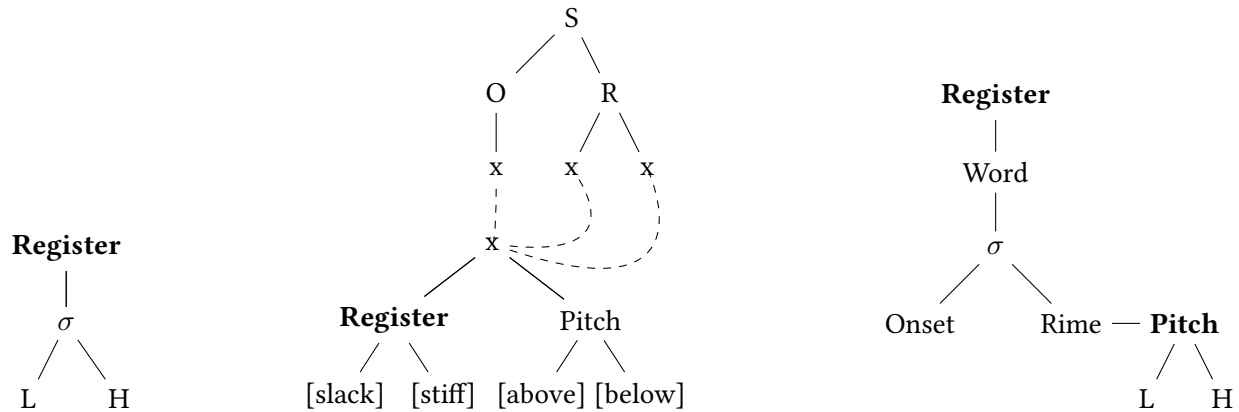 Register
σ
L H
S
O R
x x x
x
Register Pitch
[slack] [stiff] [above] [below]
Register
Word
σ
Onset Rime Pitch
L H